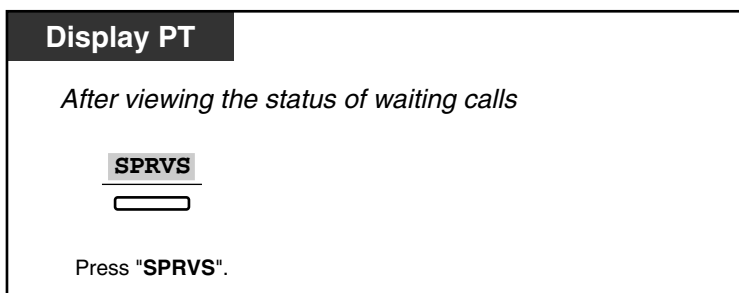 Display PT
After viewing the status of waiting calls
SPRVS
Press "SPRVS".